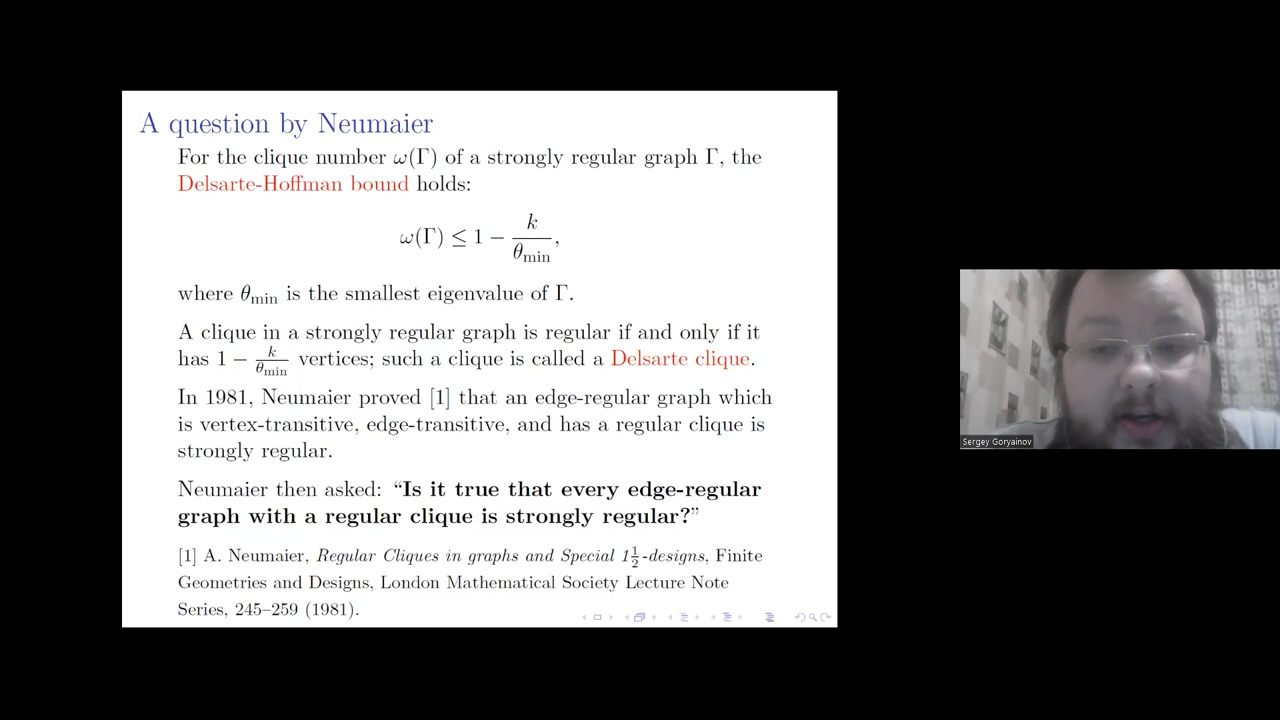 A question by Neumaier
For the clique number ω(Γ) of a strongly regular graph Γ, the
Delsarte-Hoffman bound holds:
ω(Γ) ≤ 1 − k/θmin,
where θmin is the smallest eigenvalue of Γ.
A clique in a strongly regular graph is regular if and only if it
has 1 − k/θmin vertices; such a clique is called a Delsarte clique.
In 1981, Neumaier proved [1] that an edge-regular graph which
is vertex-transitive, edge-transitive, and has a regular clique is
strongly regular.
Neumaier then asked: “Is it true that every edge-regular
graph with a regular clique is strongly regular?”
[1] A. Neumaier, Regular Cliques in graphs and Special 1½-designs, Finite
Geometries and Designs, London Mathematical Society Lecture Note
Series, 245–259 (1981).
Sergey Goryainov